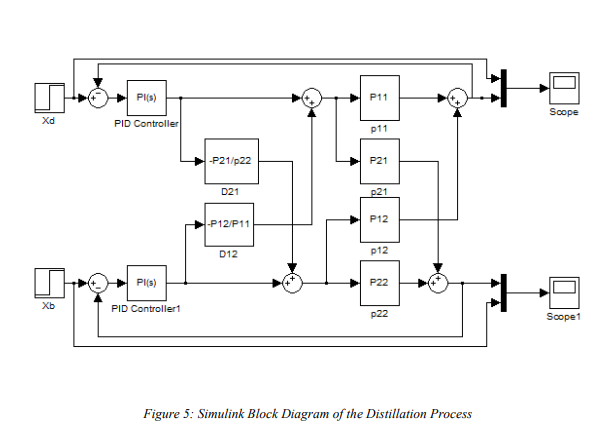 Xd
PI(s)
PID Controller
P11
p11
Scope
-P21/p22
D21
P21
p21
-P12/P11
D12
P12
p12
Xb
PI(s)
PID Controller1
P22
p22
Scope1
Figure 5: Simulink Block Diagram of the Distillation Process